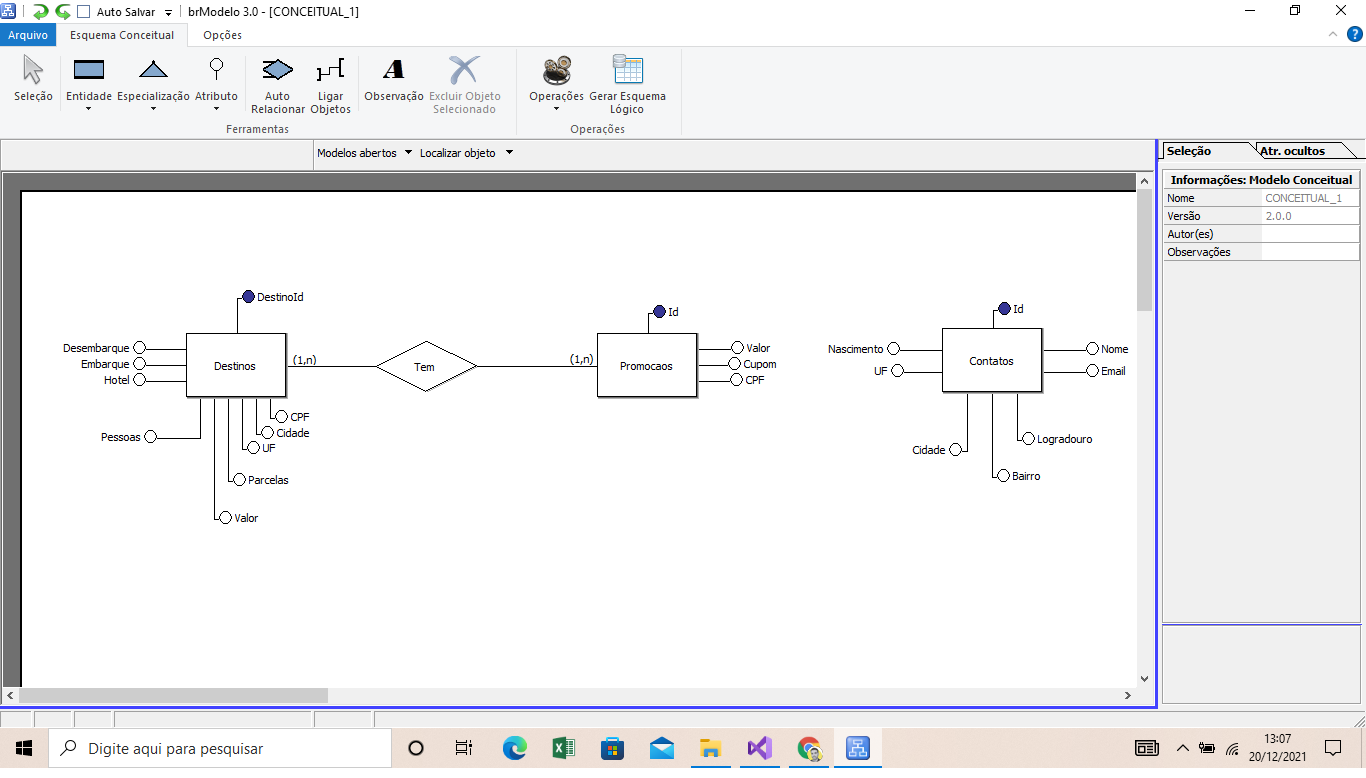 Auto Salvar
brModelo 3.0 - [CONCEITUAL_1]
Arquivo
Esquema Conceitual
Opções
?
Seleção
Entidade
Especialização
Atributo
Auto
Relacionar
Ligar
Objetos
A
Observação
Excluir Objeto
Selecionado
Operações
Gerar Esquema
Lógico
Ferramentas
Operações
Modelos abertos
Localizar objeto
Seleção
Atr. ocultos
Informações: Modelo Conceitual
Nome CONCEITUAL_1
Versão 2.0.0
Autor(es)
Observações
DestinoId
Desembarque
Embarque
Hotel
Destinos
(1,n)
Tem
(1,n)
Pessoas
CPF
Cidade
UF
Parcelas
Valor
Id
Promocaos
Valor
Cupom
CPF
Id
Nascimento
UF
Contatos
Nome
Email
Cidade
Logradouro
Bairro
Digite aqui para pesquisar
13:07
20/12/2021